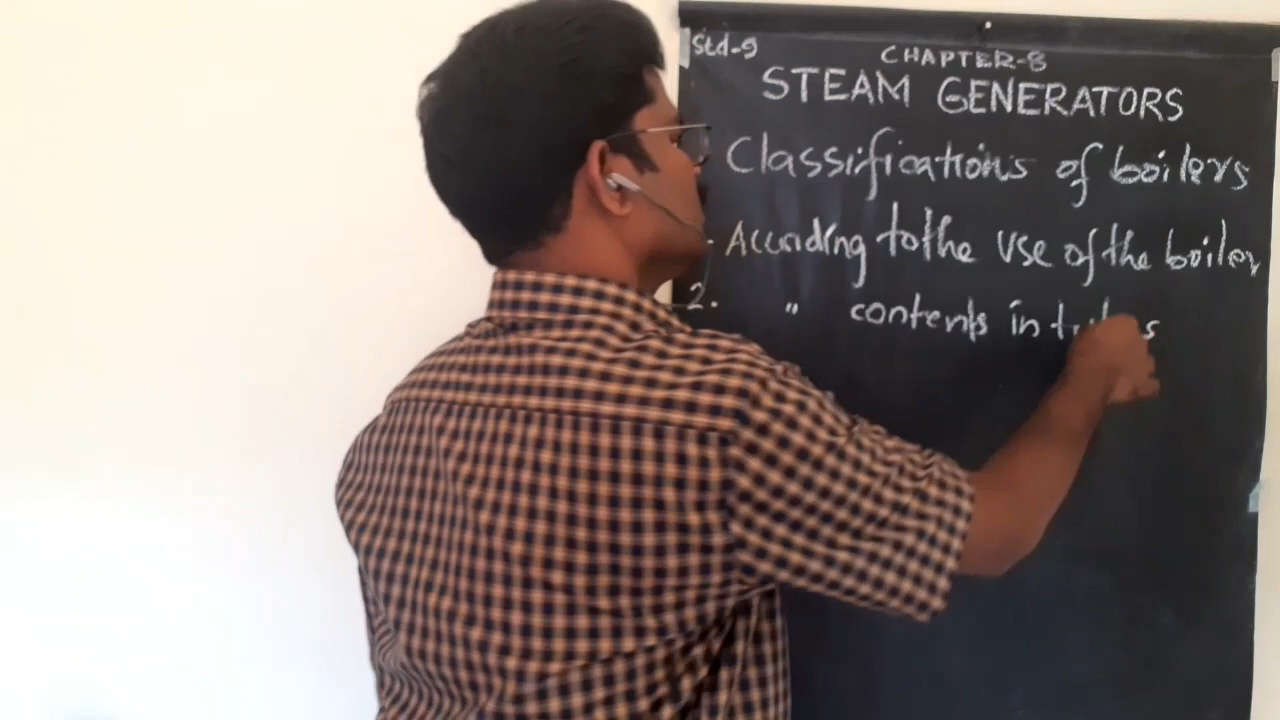 Std-9
CHAPTER-8
STEAM GENERATORS
Classifications of boilers
. According to the use of the boiler
2. " contents in